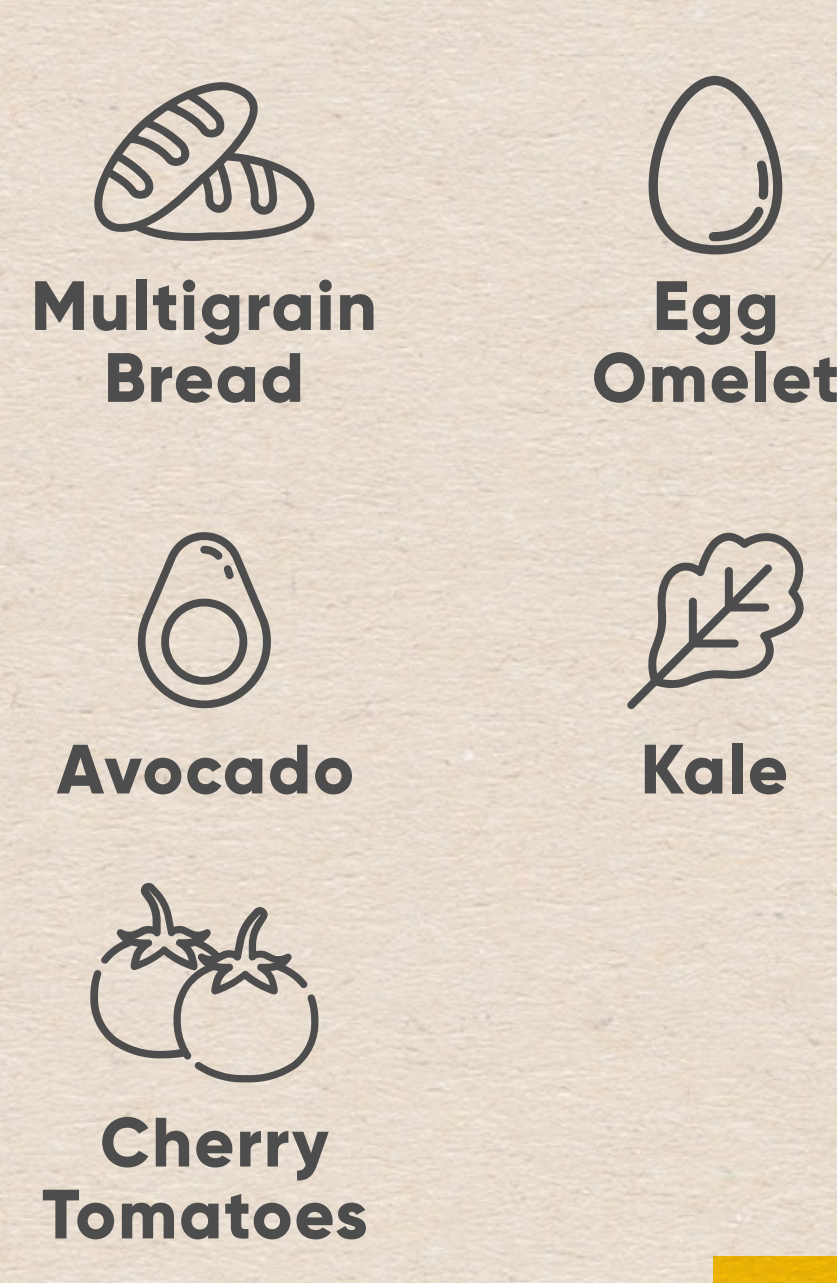 Multigrain
Bread
Egg
Omelet
Avocado
Kale
Cherry
Tomatoes